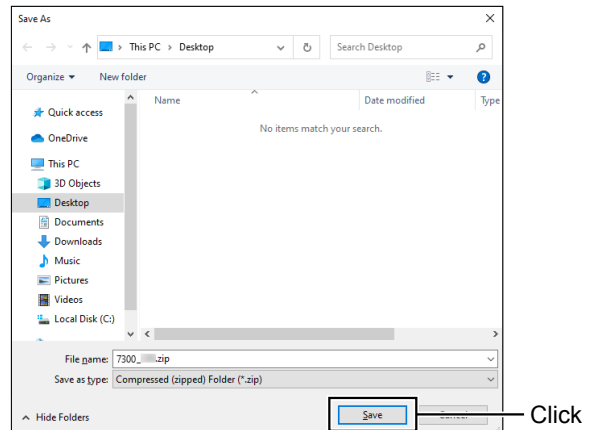 Save As
This PC > Desktop
Search Desktop
Organize
New folder
Name
Date modified
Type
Quick access
No items match your search.
OneDrive
This PC
3D Objects
Desktop
Documents
Downloads
Music
Pictures
Videos
Local Disk (C:)
File name: 7300_ .zip
Save as type: Compressed (zipped) Folder (*.zip)
Hide Folders
Save
Click